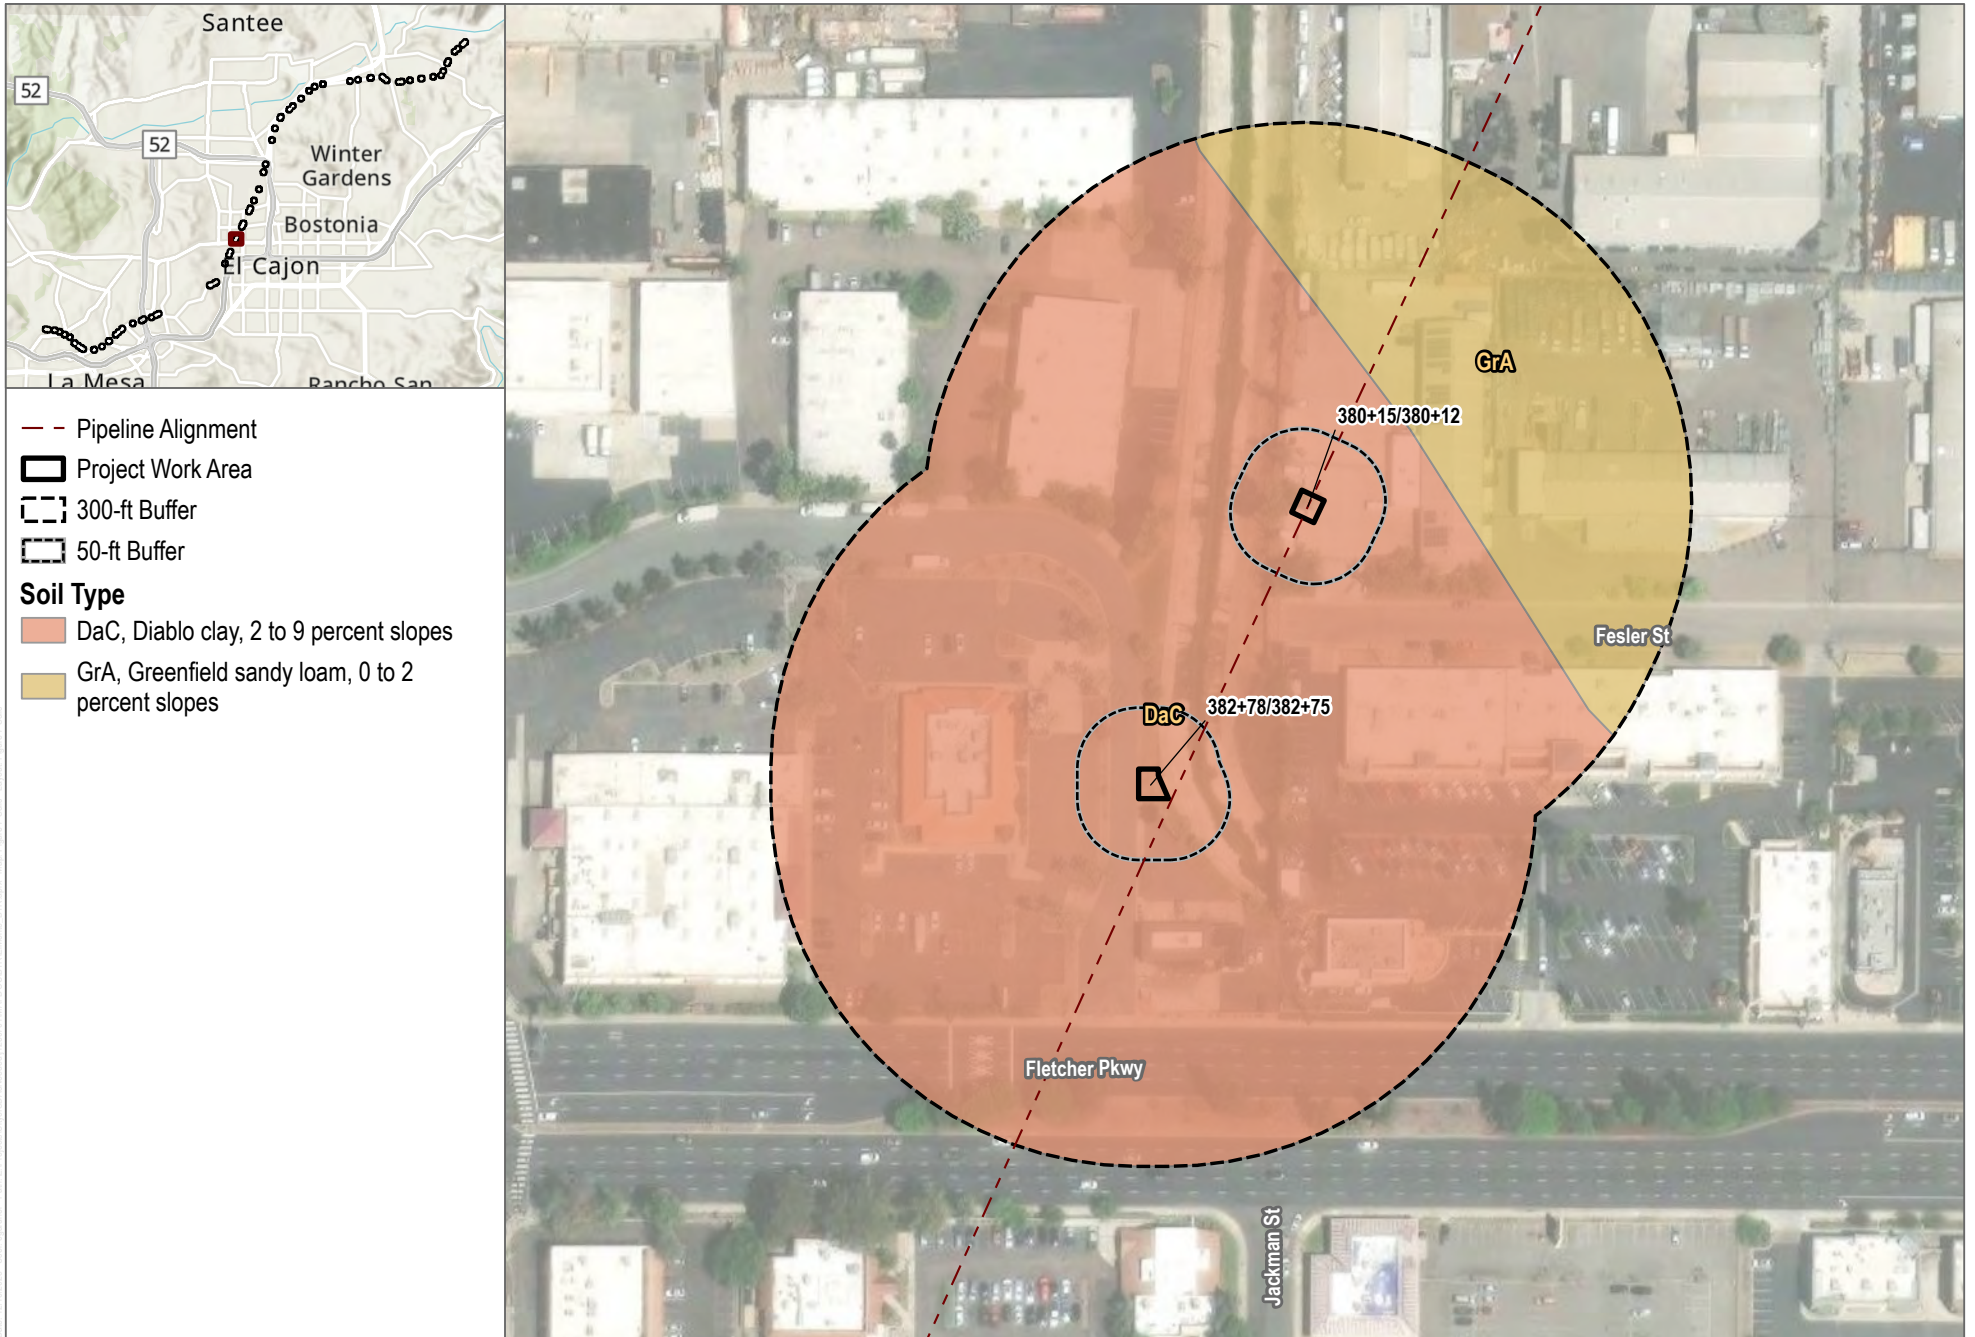 Santee
52
52
Winter
Gardens
Bostonia
El Cajon
La Mesa
Rancho San
Pipeline Alignment
Project Work Area
300-ft Buffer
50-ft Buffer
Soil Type
DaC, Diablo clay, 2 to 9 percent slopes
GrA, Greenfield sandy loam, 0 to 2
percent slopes
GrA
380+15/380+12
Fesler St
DaC
382+78/382+75
Fletcher Pkwy
Jackman St